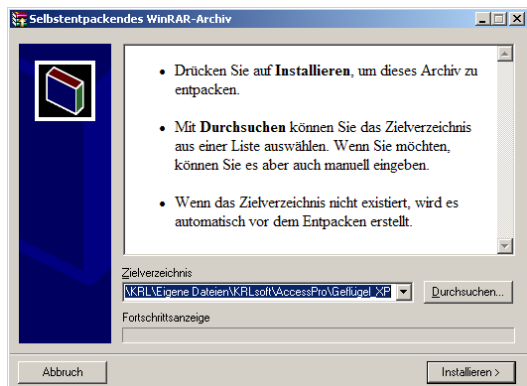 Selbstentpackendes WinRAR-Archiv
• Drücken Sie auf Installieren, um dieses Archiv zu
entpacken.
• Mit Durchsuchen können Sie das Zielverzeichnis
aus einer Liste auswählen. Wenn Sie möchten,
können Sie es aber auch manuell eingeben.
• Wenn das Zielverzeichnis nicht existiert, wird es
automatisch vor dem Entpacken erstellt.
Zielverzeichnis
\KRL\Eigene Dateien\KRLsoft\AccessPro\Geflügel_XP
Durchsuchen...
Fortschrittsanzeige
Abbruch
Installieren >